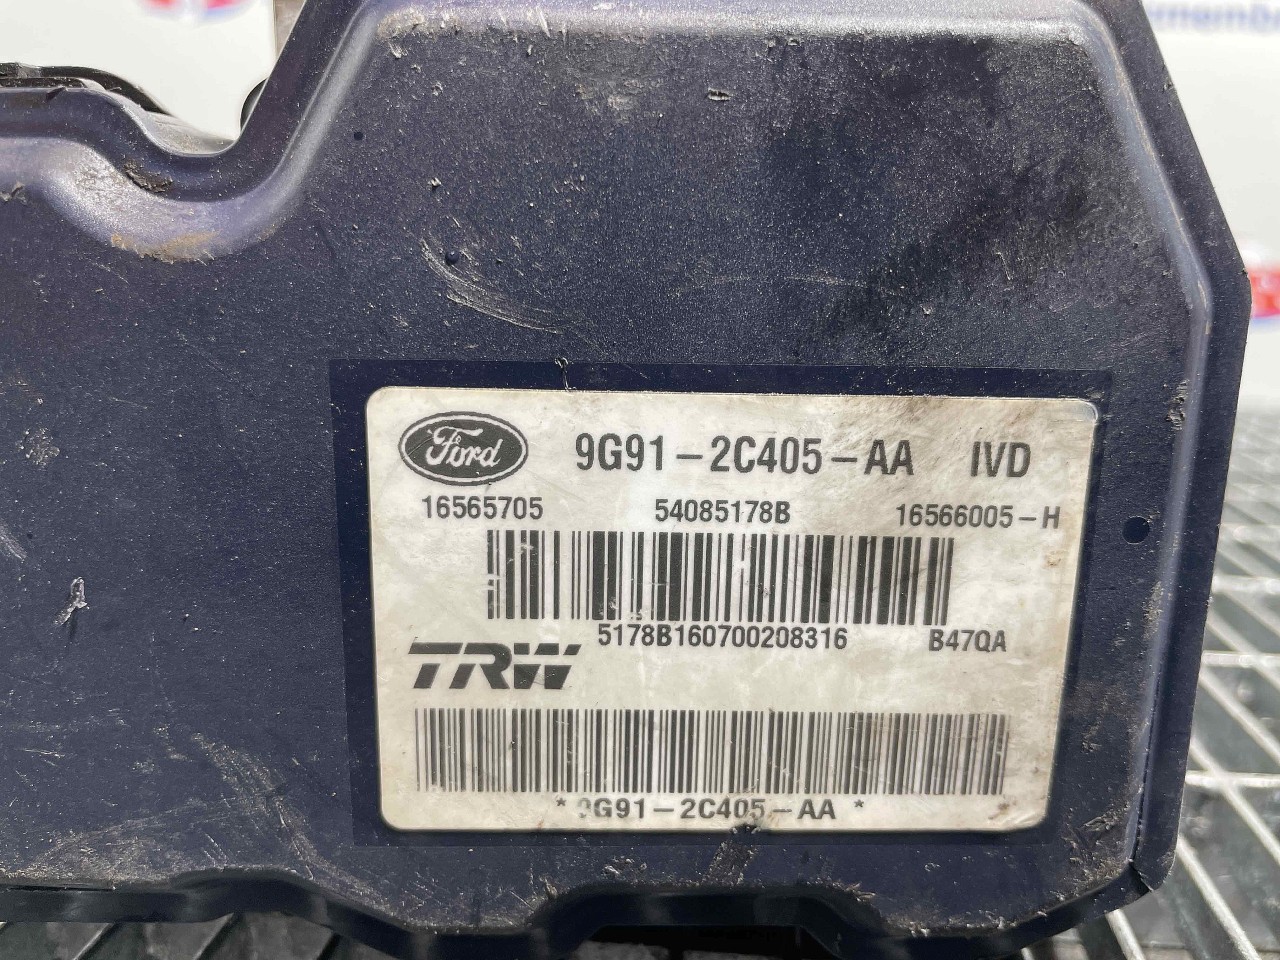 Ford 9G91-2C405-AA IVD
16565705 54085178B 16566005-H
5178B160700208316 B47QA
TRW
*9G91-2C405-AA*